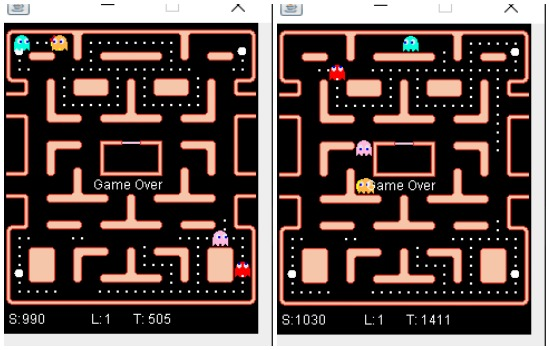 Game Over
S:990 L:1 T: 505
Game Over
S:1030 L:1 T: 1411